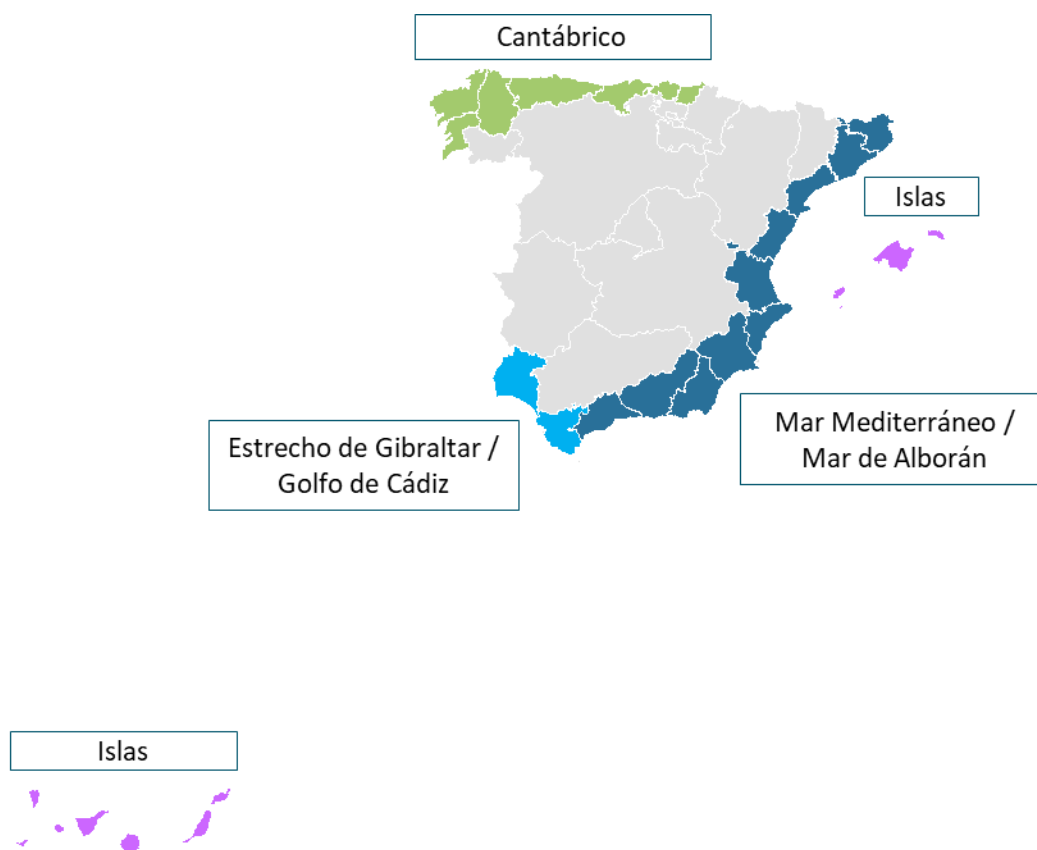 Cantábrico
Islas
Estrecho de Gibraltar /
Golfo de Cádiz
Mar Mediterráneo /
Mar de Alborán
Islas